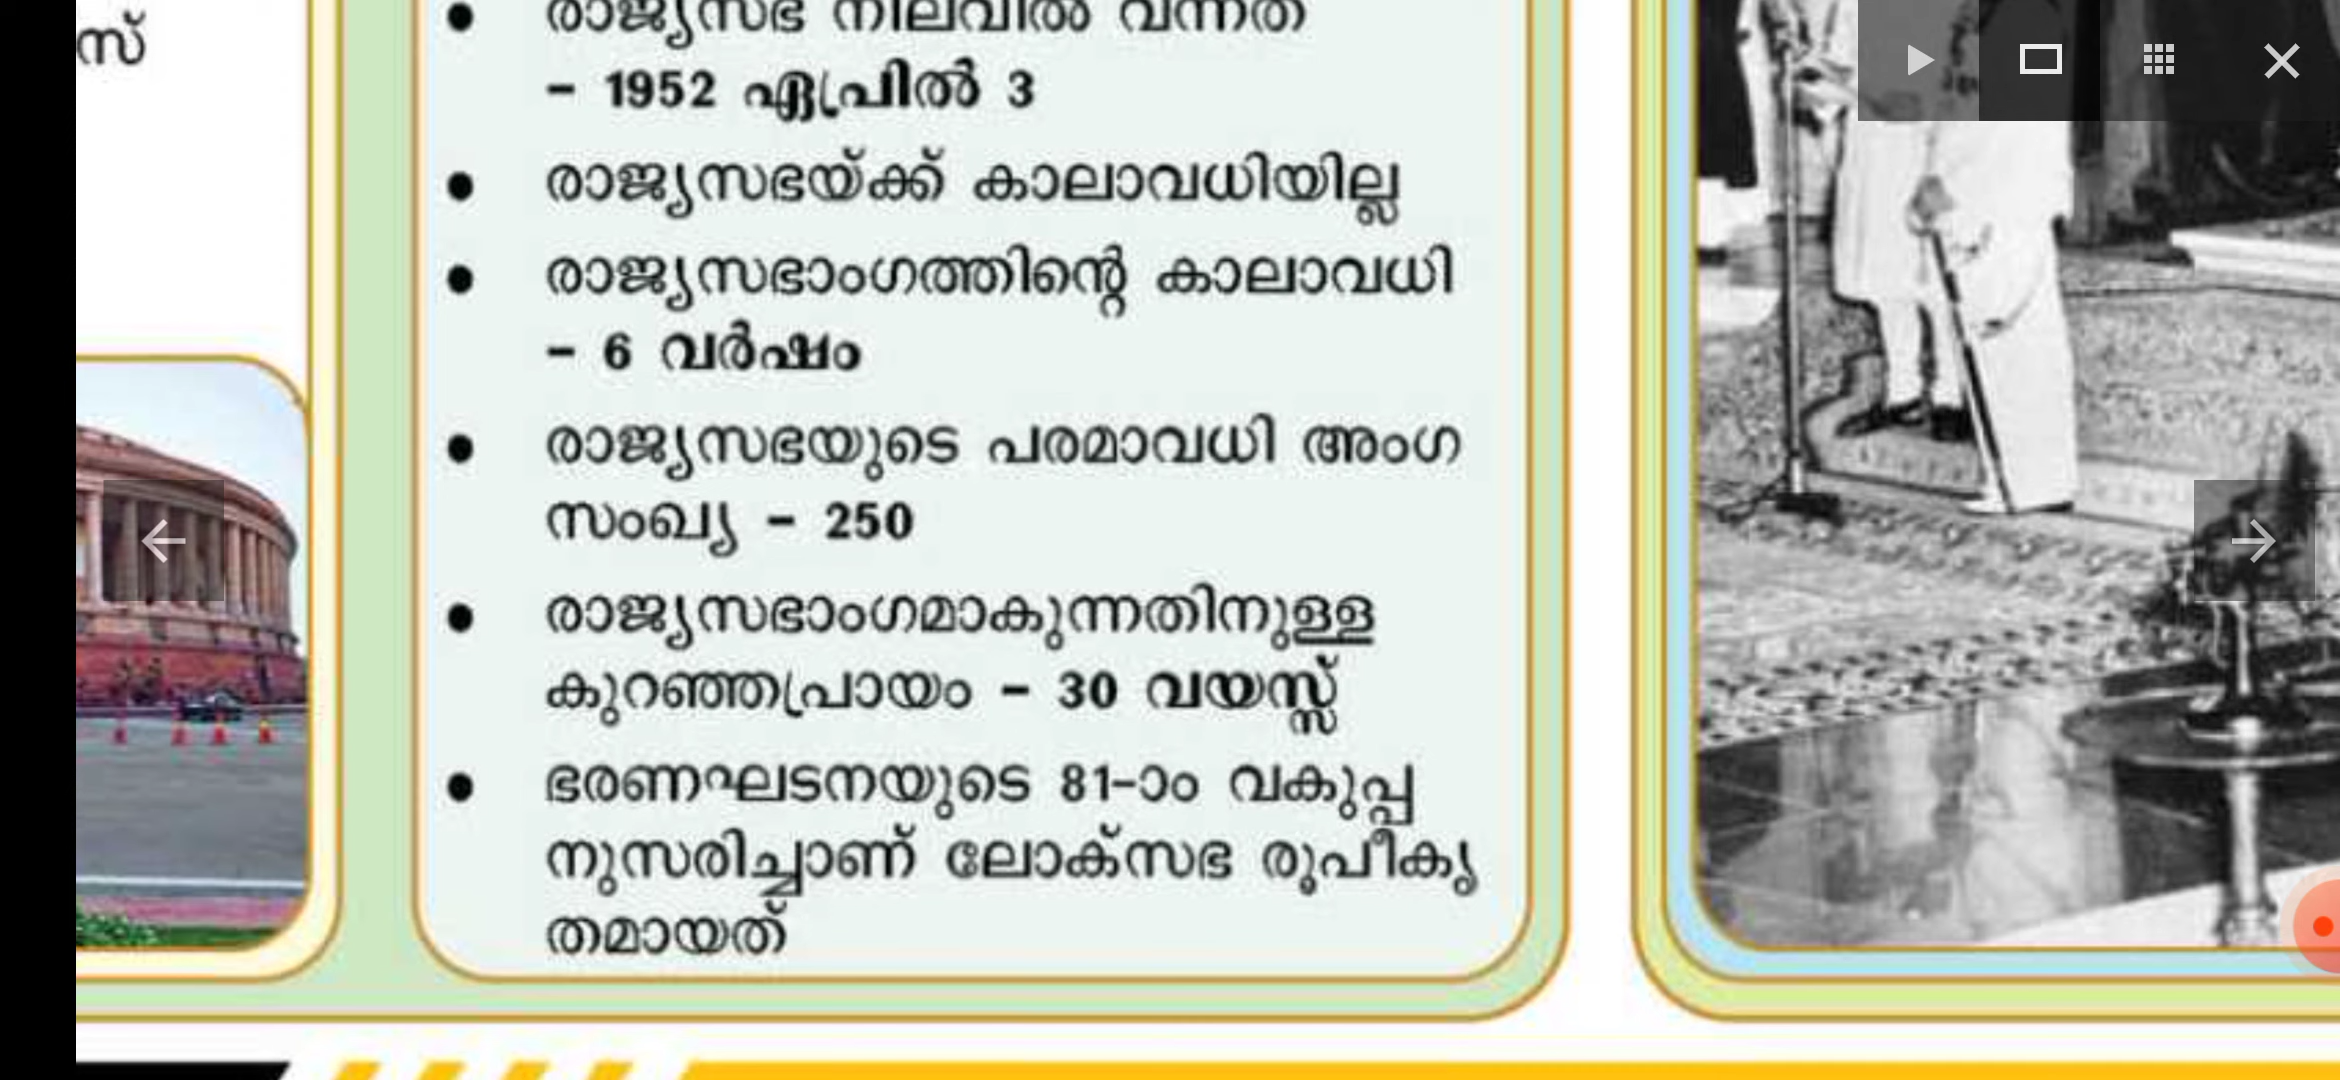 സ്
രാജ്യസഭ നിലവിൽ വന്നത്
– 1952 ഏപ്രിൽ 3
രാജ്യസഭയ്ക്ക് കാലാവധിയില്ല
രാജ്യസഭാംഗത്തിന്റെ കാലാവധി
– 6 വർഷം
രാജ്യസഭയുടെ പരമാവധി അംഗ
സംഖ്യ – 250
രാജ്യസഭാംഗമാകുന്നതിനുള്ള
കുറഞ്ഞപ്രായം – 30 വയസ്സ്
ഭരണഘടനയുടെ 81-ാം വകുപ്പ
നുസരിച്ചാണ് ലോക്സഭ രൂപീകൃ
തമായത്